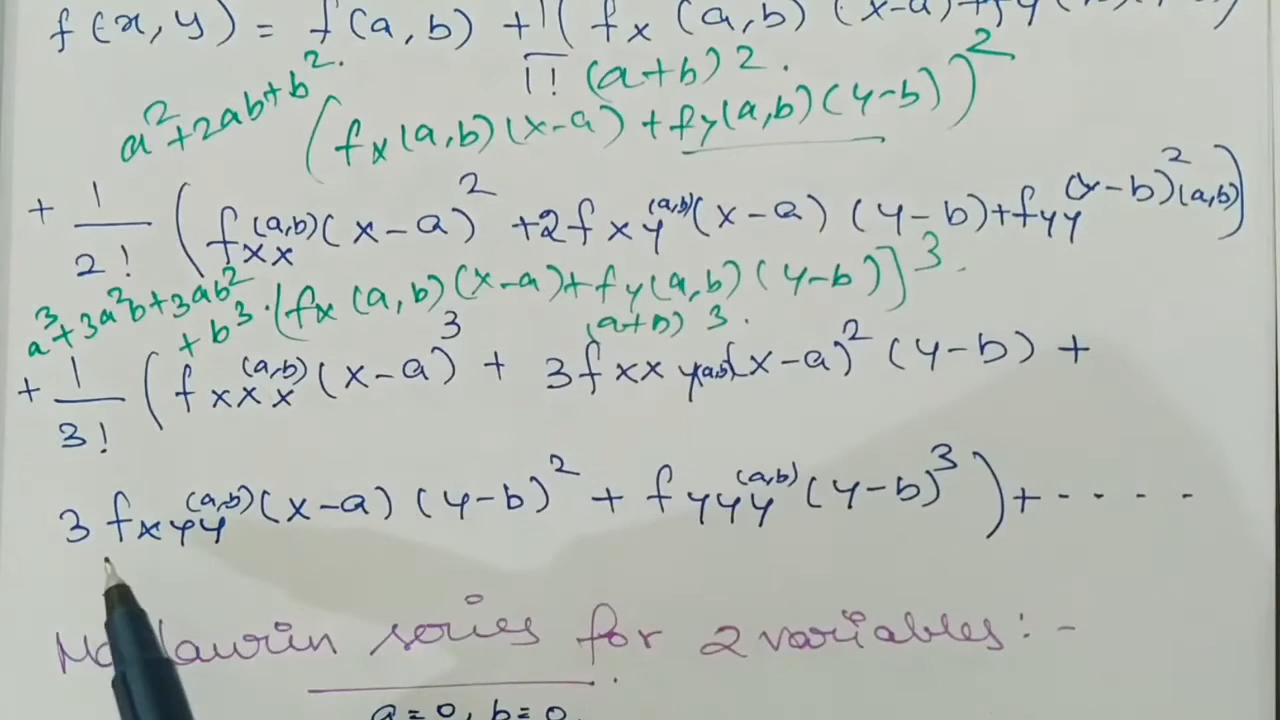 f(x,y) = f(a,b) + 1/1! (fx (a,b) (x-a) + fy
a²+2ab+b². (a+b)2.
(fx(a,b)(x-a) + fy(a,b)(y-b))²
+ 1/2! (fxx(a,b)(x-a)² + 2fxy(a,b)(x-a)(y-b) + fyy(y-b)²(a,b))
a³+3a²b+3ab²
+b³. (fx(a,b)(x-a)+fy(a,b)(y-b)]³.
(a+b)3.
+ 1/3! (fxxx(a,b)(x-a)³ + 3fxxy(a,b)(x-a)²(y-b) +
3fxyy(a,b)(x-a)(y-b)² + fyyy(a,b)(y-b)³) + - - - - -
series for 2 variables: -
a=0, b=0.